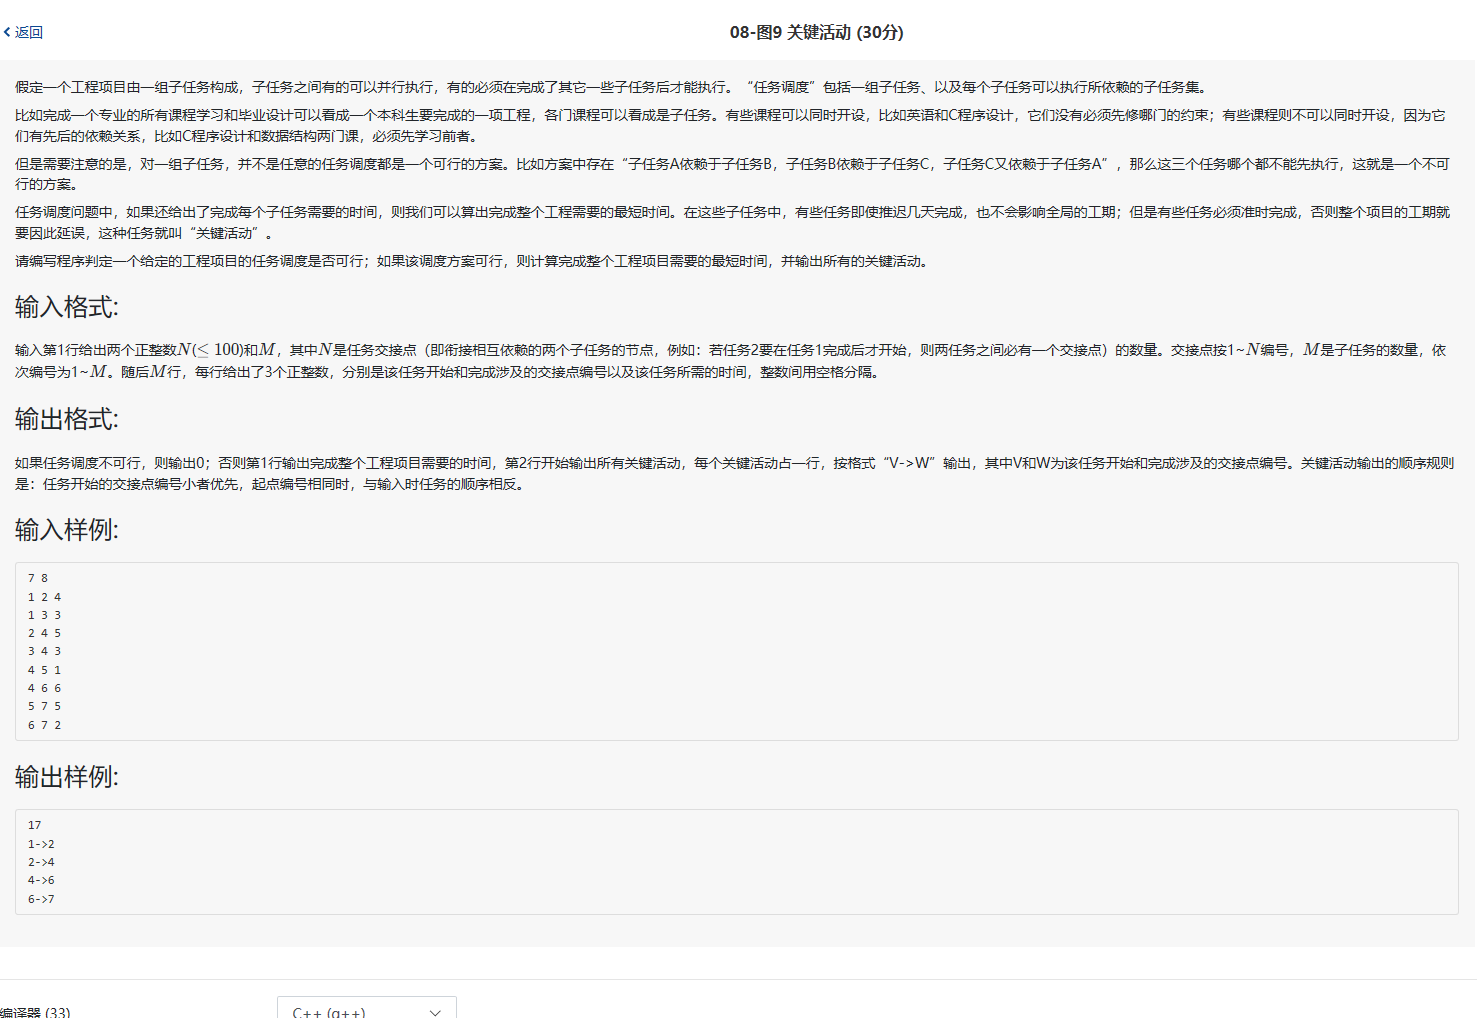 返回
08-图9 关键活动 (30分)
假定一个工程项目由一组子任务构成，子任务之间有的可以并行执行，有的必须在完成了其它一些子任务后才能执行。“任务调度”包括一组子任务、以及每个子任务可以执行所依赖的子任务集。
比如完成一个专业的所有课程学习和毕业设计可以看成一个本科生要完成的一项工程，各门课程可以看成是子任务。有些课程可以同时开设，比如英语和C程序设计，它们没有必须先修哪门的约束；有些课程则不可以同时开设，因为它
们有先后的依赖关系，比如C程序设计和数据结构两门课，必须先学习前者。
但是需要注意的是，对一组子任务，并不是任意的任务调度都是一个可行的方案。比如方案中存在“子任务A依赖于子任务B，子任务B依赖于子任务C，子任务C又依赖于子任务A”，那么这三个任务哪个都不能先执行，这就是一个不可
行的方案。
任务调度问题中，如果还给出了完成每个子任务需要的时间，则我们可以算出完成整个工程需要的最短时间。在这些子任务中，有些任务即使推迟几天完成，也不会影响全局的工期；但是有些任务必须准时完成，否则整个项目的工期就
要因此延误，这种任务就叫“关键活动”。
请编写程序判定一个给定的工程项目的任务调度是否可行；如果该调度方案可行，则计算完成整个工程项目需要的最短时间，并输出所有的关键活动。
输入格式:
输入第1行给出两个正整数N(≤ 100)和M，其中N是任务交接点（即衔接相互依赖的两个子任务的节点，例如：若任务2要在任务1完成后才开始，则两任务之间必有一个交接点）的数量。交接点按1~N编号，M是子任务的数量，依
次编号为1~M。随后M行，每行给出了3个正整数，分别是该任务开始和完成涉及的交接点编号以及该任务所需的时间，整数间用空格分隔。
输出格式:
如果任务调度不可行，则输出0；否则第1行输出完成整个工程项目需要的时间，第2行开始输出所有关键活动，每个关键活动占一行，按格式“V->W”输出，其中V和W为该任务开始和完成涉及的交接点编号。关键活动输出的顺序规则
是：任务开始的交接点编号小者优先，起点编号相同时，与输入时任务的顺序相反。
输入样例:
7 8
1 2 4
1 3 3
2 4 5
3 4 3
4 5 1
4 6 6
5 7 5
6 7 2
输出样例:
17
1->2
2->4
4->6
6->7
编译器 (33)
C++ (g++)